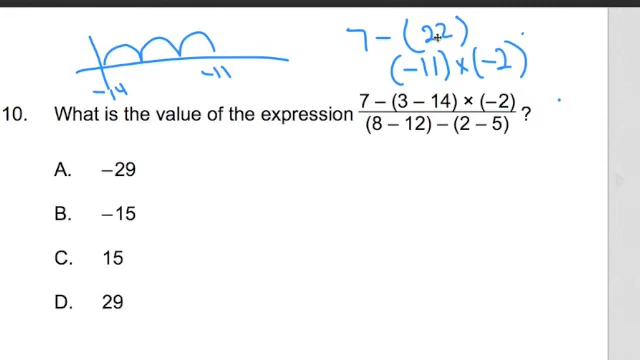 7 - (22)
(-11) × (-2)
-14
-11
10. What is the value of the expression 7 – (3 – 14) × (–2) / (8 – 12) – (2 – 5) ?
A. –29
B. –15
C. 15
D. 29